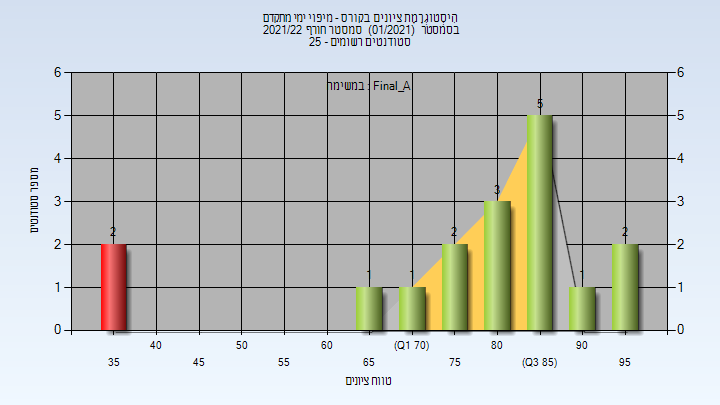 היסטוגרמת ציונים בקורס - מיפוי ימי מתקדם
בסמסטר (01/2021) סמסטר חורף 2021/22
סטודנטים רשומים - 25
במשימה : Final_A
מספר סטודנטים
6 6
5 5
4 4
3 3
2 2
1 1
0 0
2 1 1 2 3 5 1 2
40 50 60 (Q1 70) 80 90
35 45 55 65 75 (Q3 85) 95
טווח ציונים